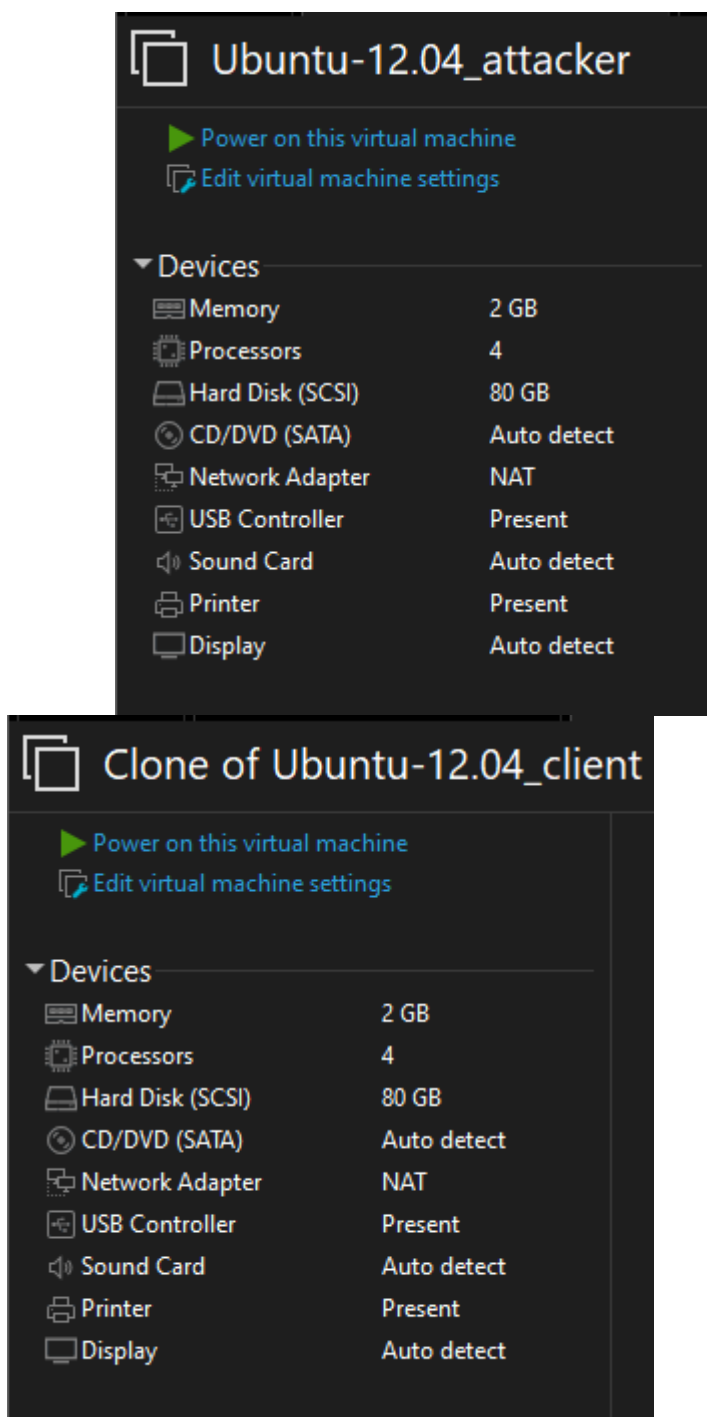 Ubuntu-12.04_attacker
Power on this virtual machine
Edit virtual machine settings
Devices
Memory 2 GB
Processors 4
Hard Disk (SCSI) 80 GB
CD/DVD (SATA) Auto detect
Network Adapter NAT
USB Controller Present
Sound Card Auto detect
Printer Present
Display Auto detect
Clone of Ubuntu-12.04_client
Power on this virtual machine
Edit virtual machine settings
Devices
Memory 2 GB
Processors 4
Hard Disk (SCSI) 80 GB
CD/DVD (SATA) Auto detect
Network Adapter NAT
USB Controller Present
Sound Card Auto detect
Printer Present
Display Auto detect